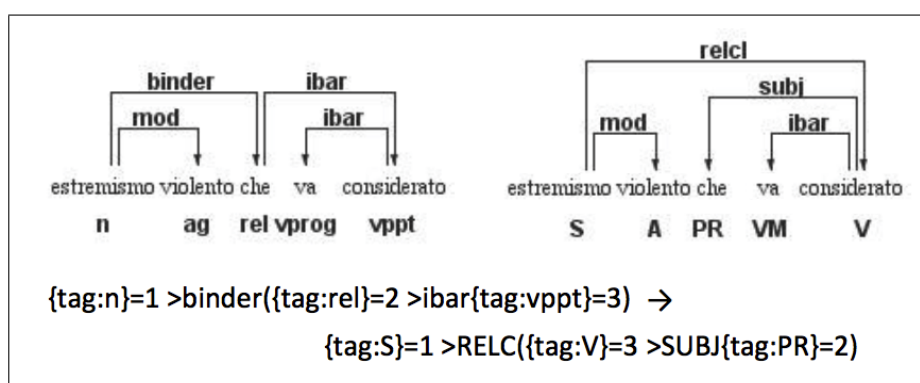 relcl
binder ibar subj
mod ibar mod ibar
estremismo violento che va considerato estremismo violento che va considerato
n ag rel vprog vppt S A PR VM V
{tag:n}=1 >binder({tag:rel}=2 >ibar{tag:vppt}=3) →
{tag:S}=1 >RELC({tag:V}=3 >SUBJ{tag:PR}=2)